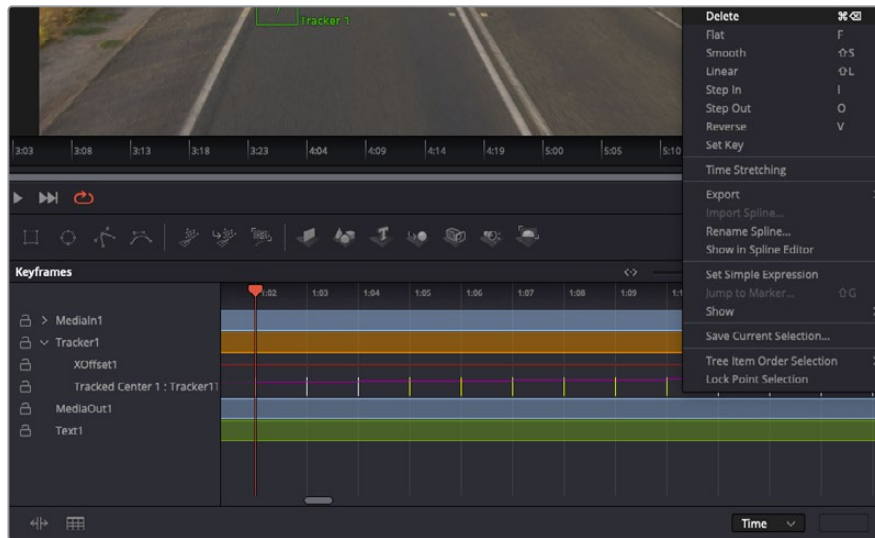 Tracker 1
Delete ⌘⌫
Flat F
Smooth ⇧S
Linear ⇧L
Step In I
Step Out O
Reverse V
Set Key
Time Stretching
Export
Import Spline...
Rename Spline...
Show in Spline Editor
Set Simple Expression
Jump to Marker... ⇧G
Show
Save Current Selection...
Tree Item Order Selection
Lock Point Selection
3:03 3:08 3:13 3:18 3:23 4:04 4:09 4:14 4:19 5:00 5:05 5:10
Keyframes
1:02 1:03 1:04 1:05 1:06 1:07 1:08 1:09
MediaIn1
Tracker1
XOffset1
Tracked Center 1 : Tracker1
MediaOut1
Text1
Time